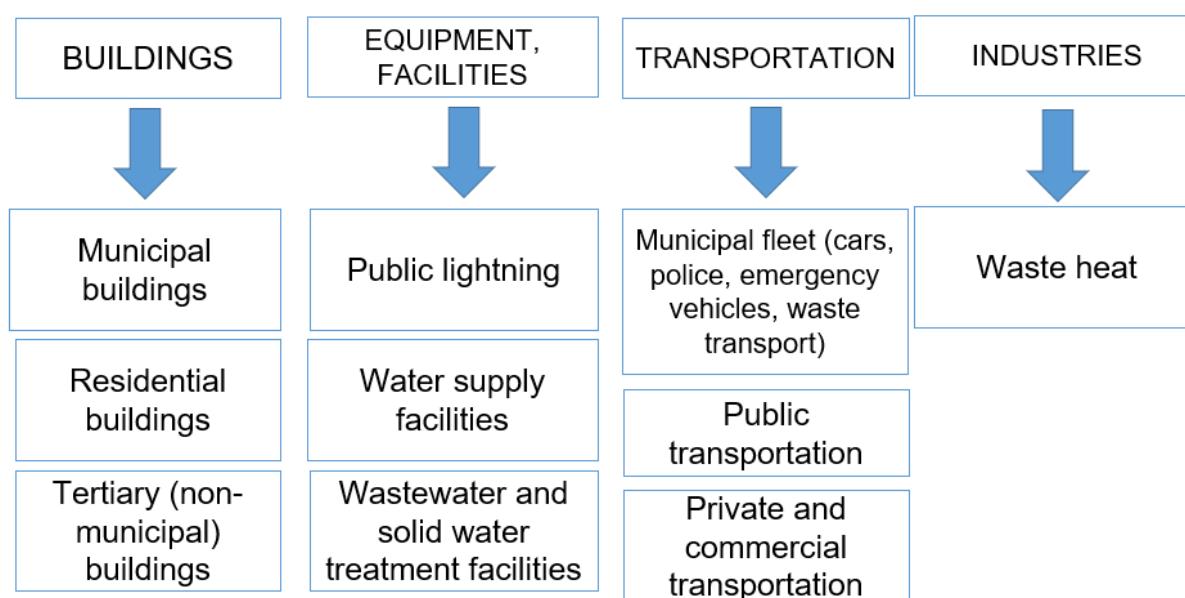 BUILDINGS
EQUIPMENT,
FACILITIES
TRANSPORTATION
INDUSTRIES
Municipal
buildings
Public lightning
Municipal fleet (cars,
police, emergency
vehicles, waste
transport)
Waste heat
Residential
buildings
Water supply
facilities
Public
transportation
Tertiary (non-
municipal)
buildings
Wastewater and
solid water
treatment facilities
Private and
commercial
transportation